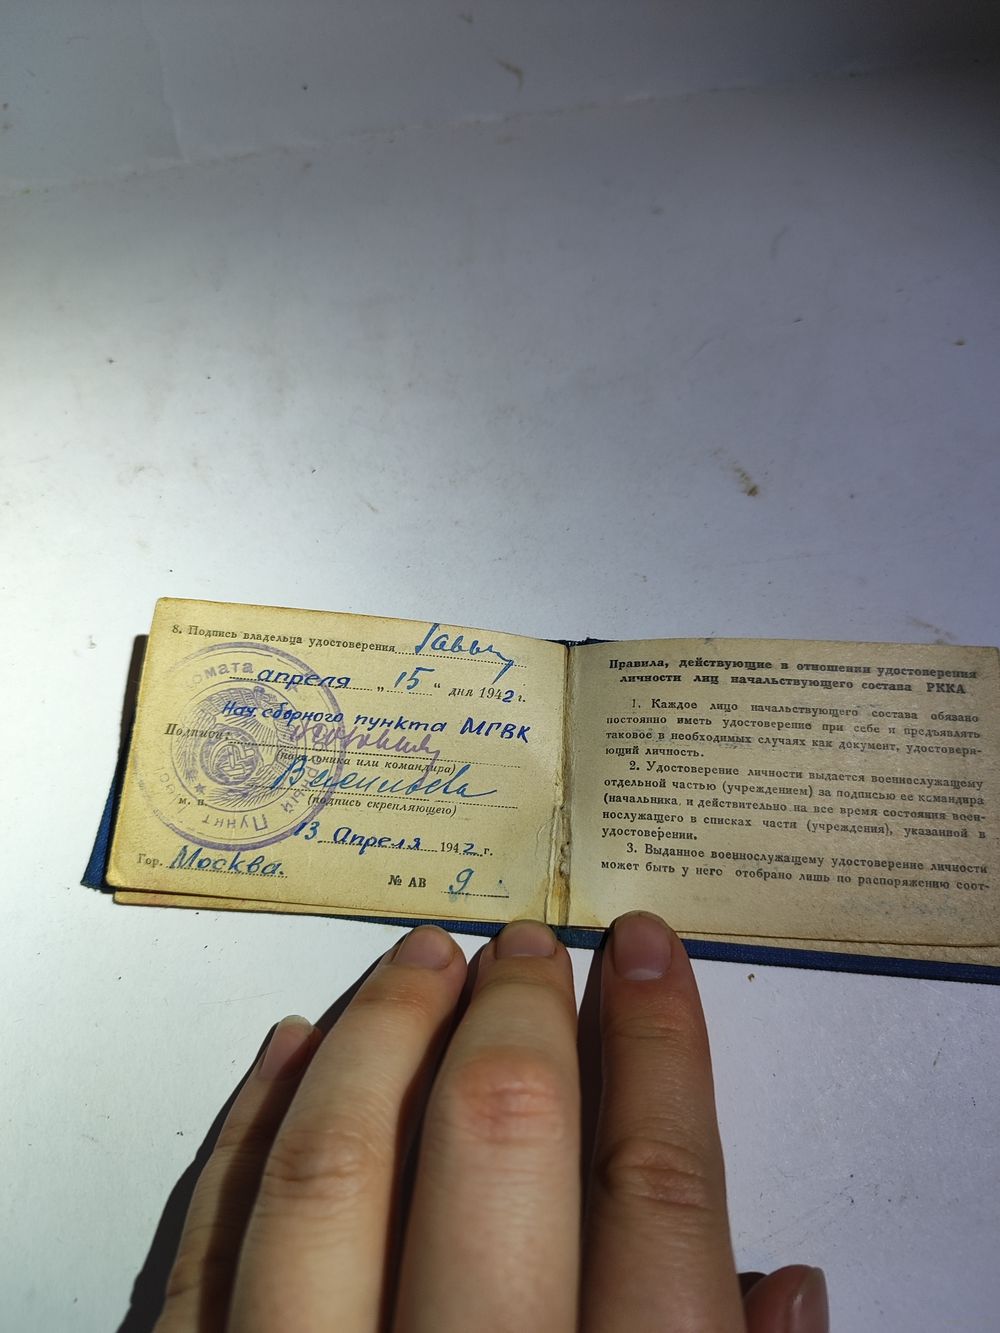 8. Подпись владельца удостоверения
апреля „15“ дня 1942 г.
Нач. сборного пункта МГВК
Подписи:
(начальника или командира)
(подпись скрепляющего)
м. п.
13 Апреля 1942 г.
Гор. Москва.
№ АВ 9
омата
Пункт
Правила, действующие в отношении удостоверения
личности лиц начальствующего состава РККА
1. Каждое лицо начальствующего состава обязано
постоянно иметь удостоверение при себе и предъявлять
таковое в необходимых случаях как документ, удостоверя-
ющий личность.
2. Удостоверение личности выдается военнослужащему
отдельной частью (учреждением) за подписью ее командира
(начальника, и действительно на все время состояния воен-
нослужащего в списках части (учреждения), указанной в
удостоверении.
3. Выданное военнослужащему удостоверение личности
может быть у него отобрано лишь по распоряжению соот-